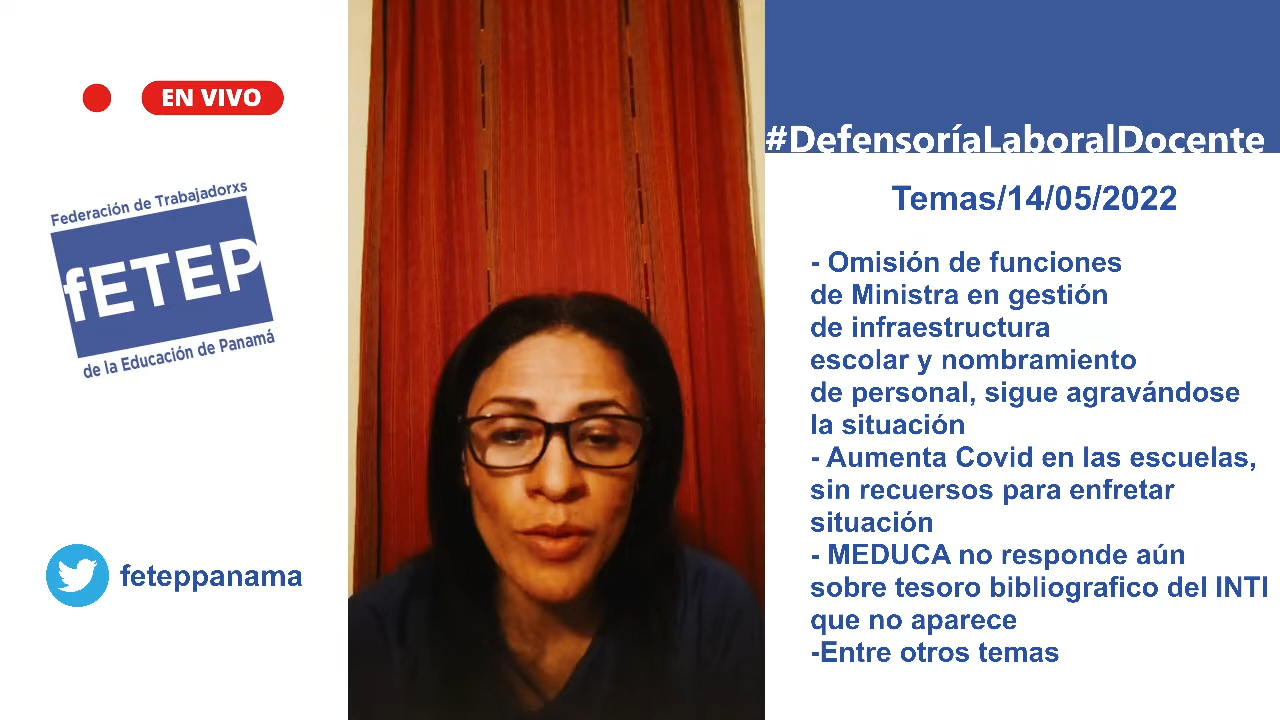 EN VIVO
Federación de Trabajadorxs
fETEP
de la Educación de Panamá
feteppanama
#DefensoríaLaboralDocente
Temas/14/05/2022
- Omisión de funciones
de Ministra en gestión
de infraestructura
escolar y nombramiento
de personal, sigue agravándose
la situación
- Aumenta Covid en las escuelas,
sin recuersos para enfretar
situación
- MEDUCA no responde aún
sobre tesoro bibliografico del INTI
que no aparece
-Entre otros temas